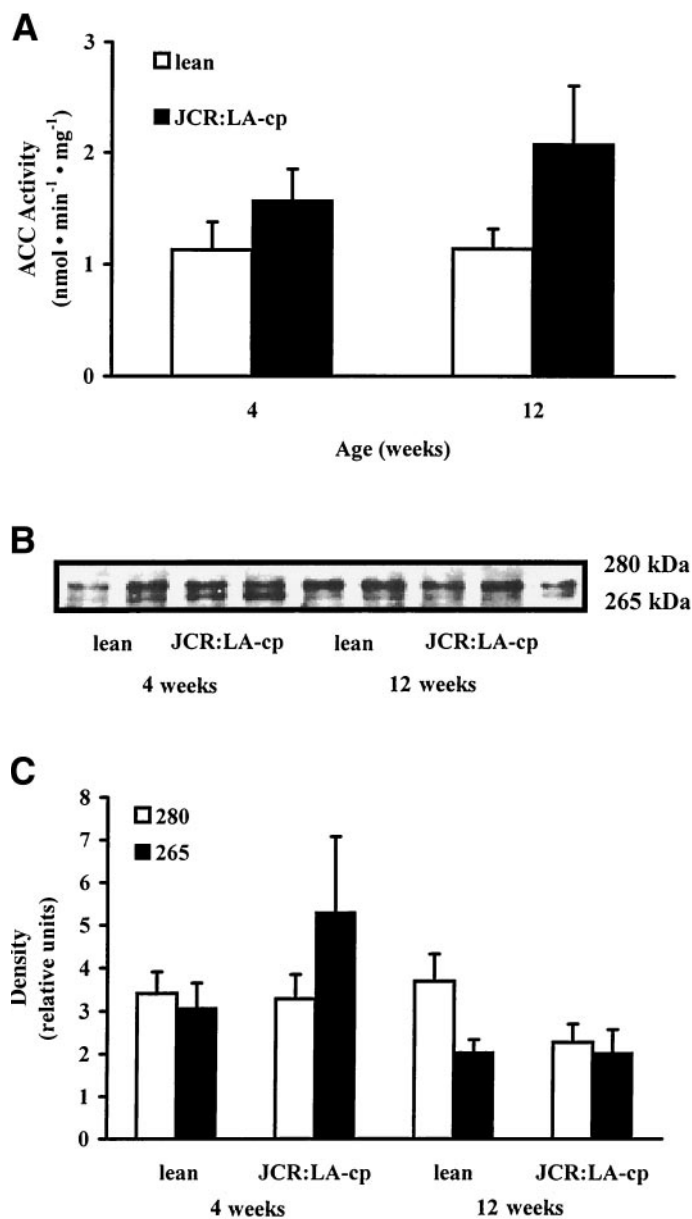 A
3
2
1
0
ACC Activity
(nmol • min⁻¹ • mg⁻¹)
lean
JCR:LA-cp
4 12
Age (weeks)
B
280 kDa
265 kDa
lean JCR:LA-cp lean JCR:LA-cp
4 weeks 12 weeks
C
8
7
6
5
4
3
2
1
0
Density
(relative units)
280
265
lean JCR:LA-cp lean JCR:LA-cp
4 weeks 12 weeks